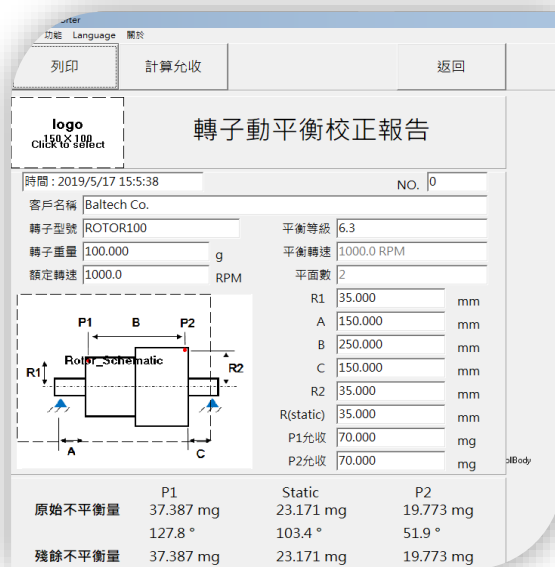 orter
功能 Language 關於
列印 計算允收 返回
logo
150 X 100
Click to select
轉子動平衡校正報告
時間 : 2019/5/17 15:5:38
NO. 0
客戶名稱 Baltech Co.
轉子型號 ROTOR100 平衡等級 6.3
轉子重量 100.000 g 平衡轉速 1000.0 RPM
額定轉速 1000.0 RPM 平面數 2
R1 35.000 mm
A 150.000 mm
B 250.000 mm
C 150.000 mm
R2 35.000 mm
R(static) 35.000 mm
P1允收 70.000 mg
P2允收 70.000 mg
P1 B P2
Rotor_Schematic
R1 R2
A C
ollBody
P1 Static P2
原始不平衡量 37.387 mg 23.171 mg 19.773 mg
127.8 ° 103.4 ° 51.9 °
殘餘不平衡量 37.387 mg 23.171 mg 19.773 mg